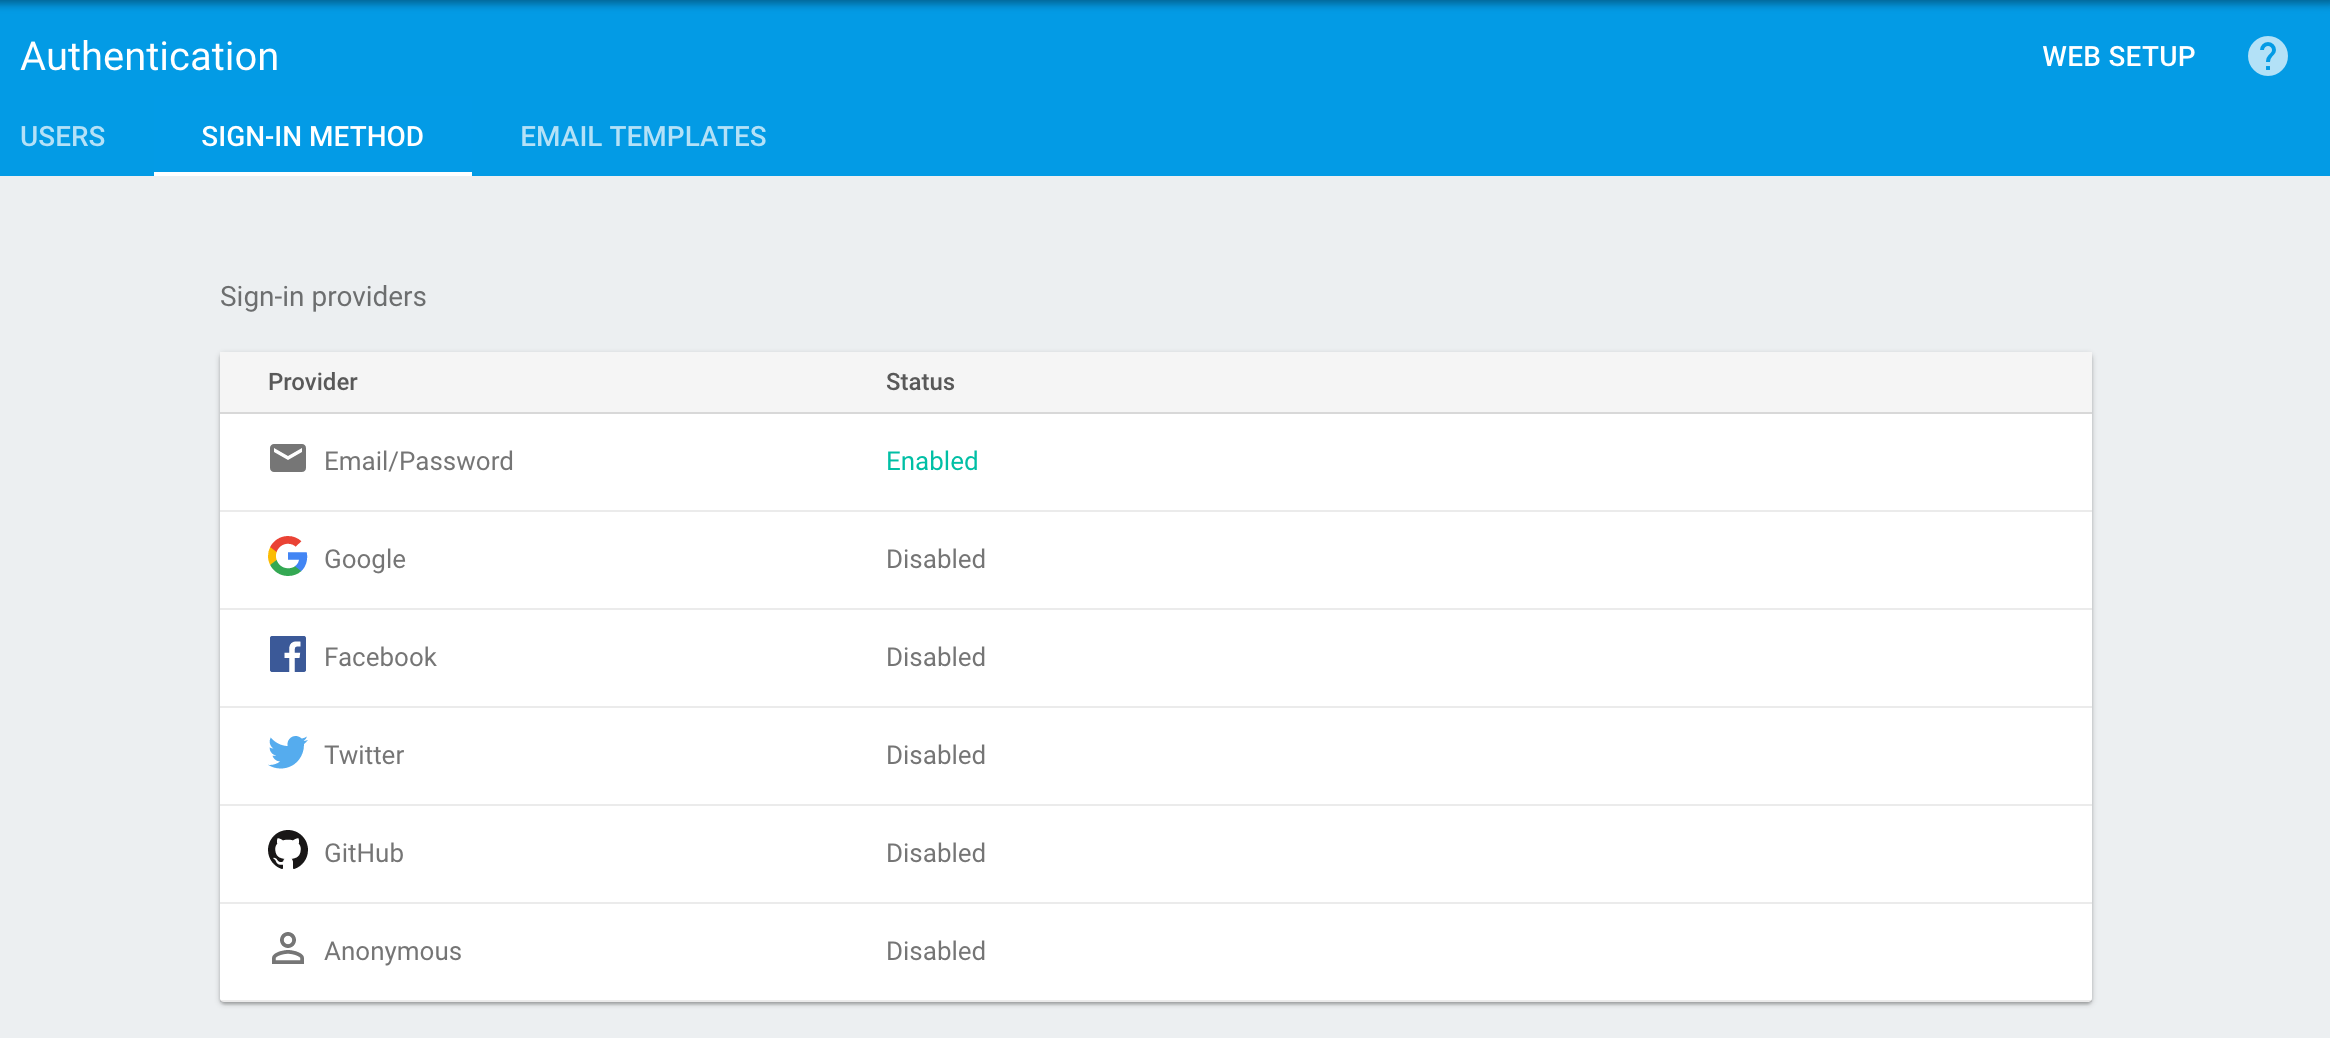 Authentication
WEB SETUP
?
USERS SIGN-IN METHOD EMAIL TEMPLATES
Sign-in providers
Provider Status
Email/Password Enabled
Google Disabled
Facebook Disabled
Twitter Disabled
GitHub Disabled
Anonymous Disabled